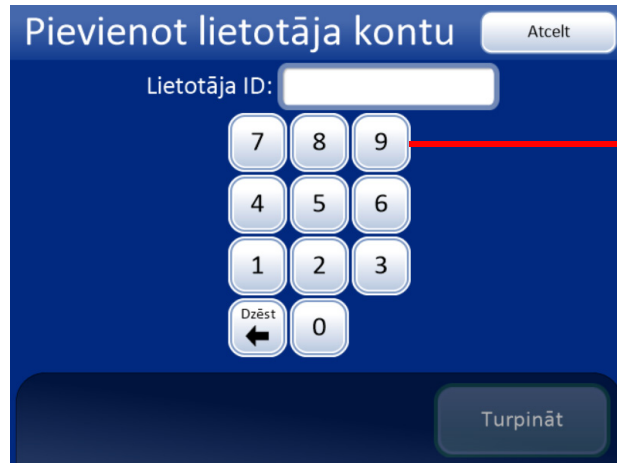 Pievienot lietotāja kontu
Atcelt
Lietotāja ID:
7 8 9
4 5 6
1 2 3
Dzēst
0
Turpināt